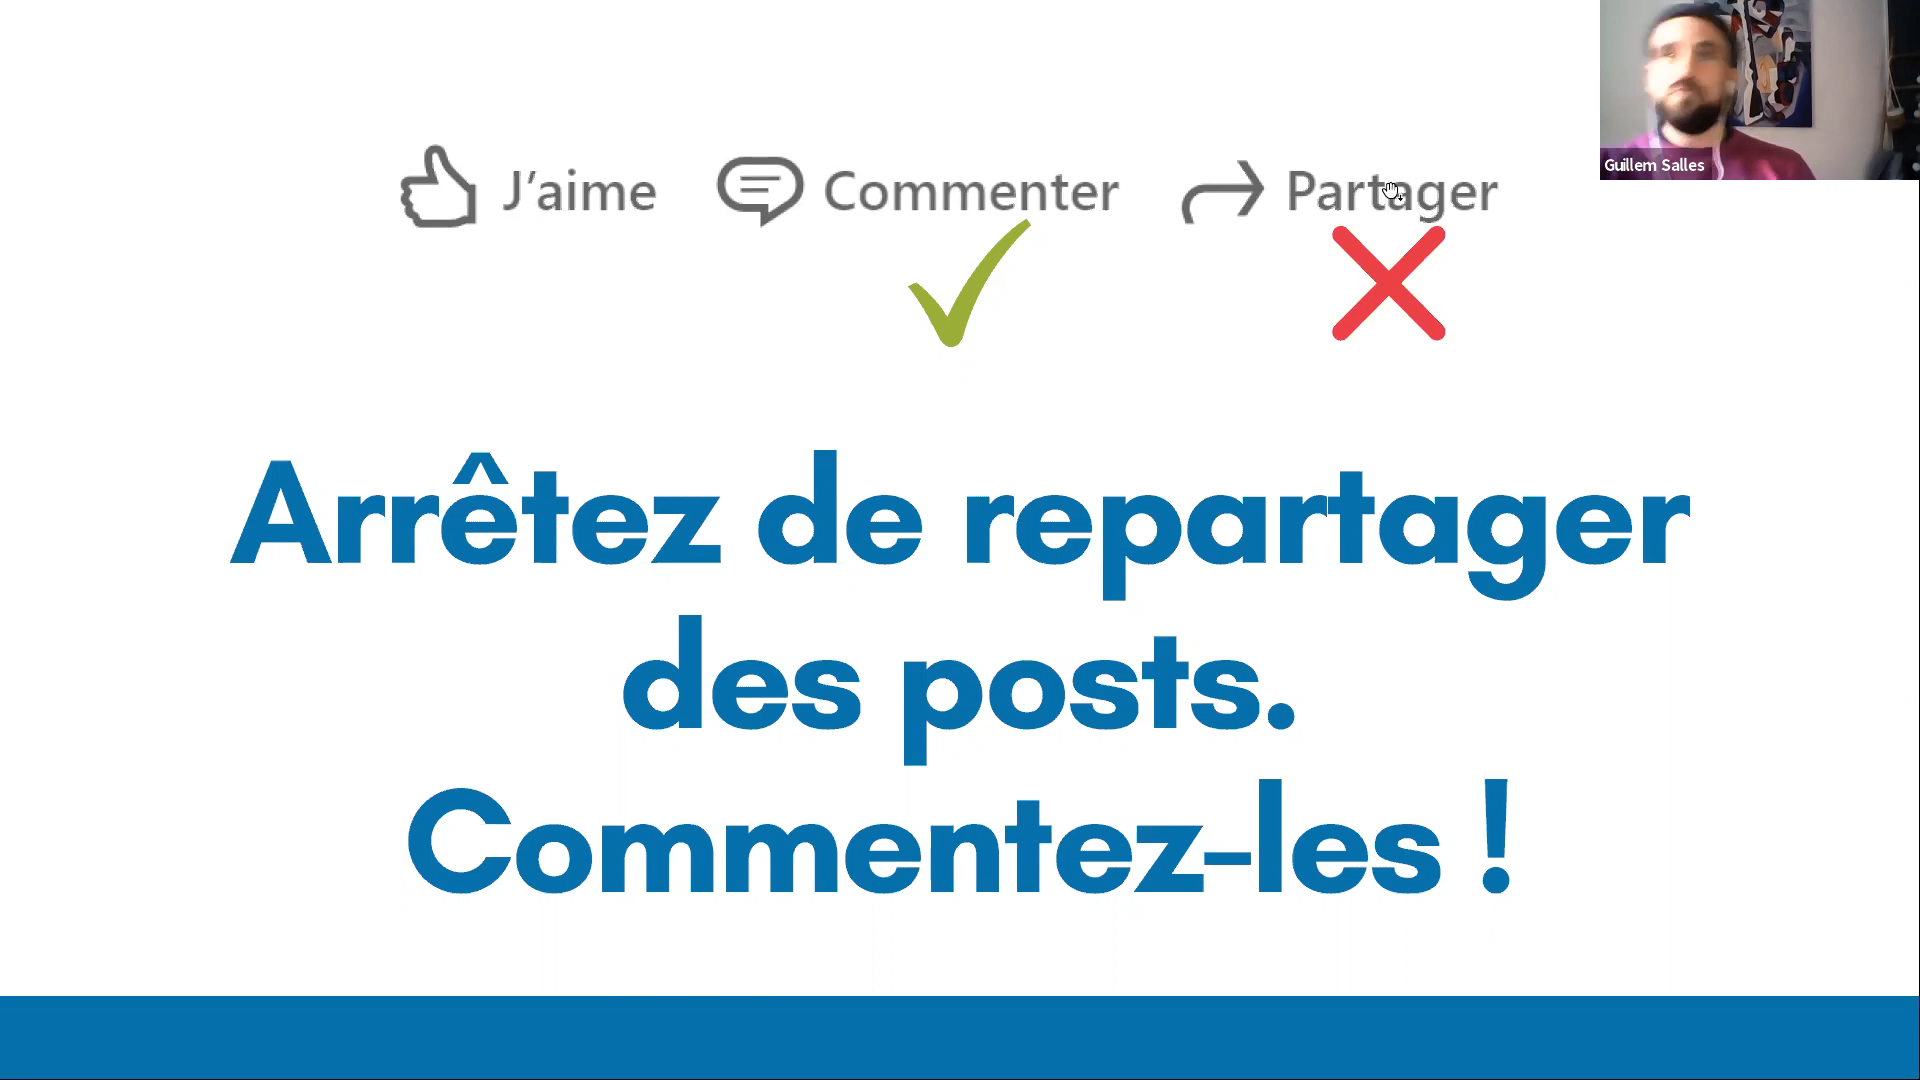 J'aime Commenter Partager
Guillem Salles
Arrêtez de repartager
des posts.
Commentez-les !